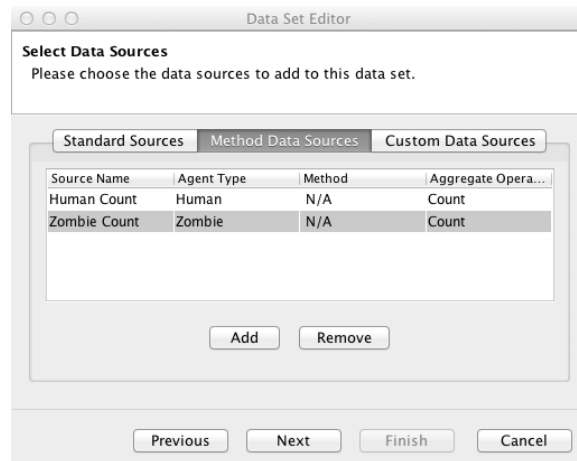 Data Set Editor
Select Data Sources
Please choose the data sources to add to this data set.
Standard Sources Method Data Sources Custom Data Sources
Source Name Agent Type Method Aggregate Opera...
Human Count Human N/A Count
Zombie Count Zombie N/A Count
Add Remove
Previous Next Finish Cancel